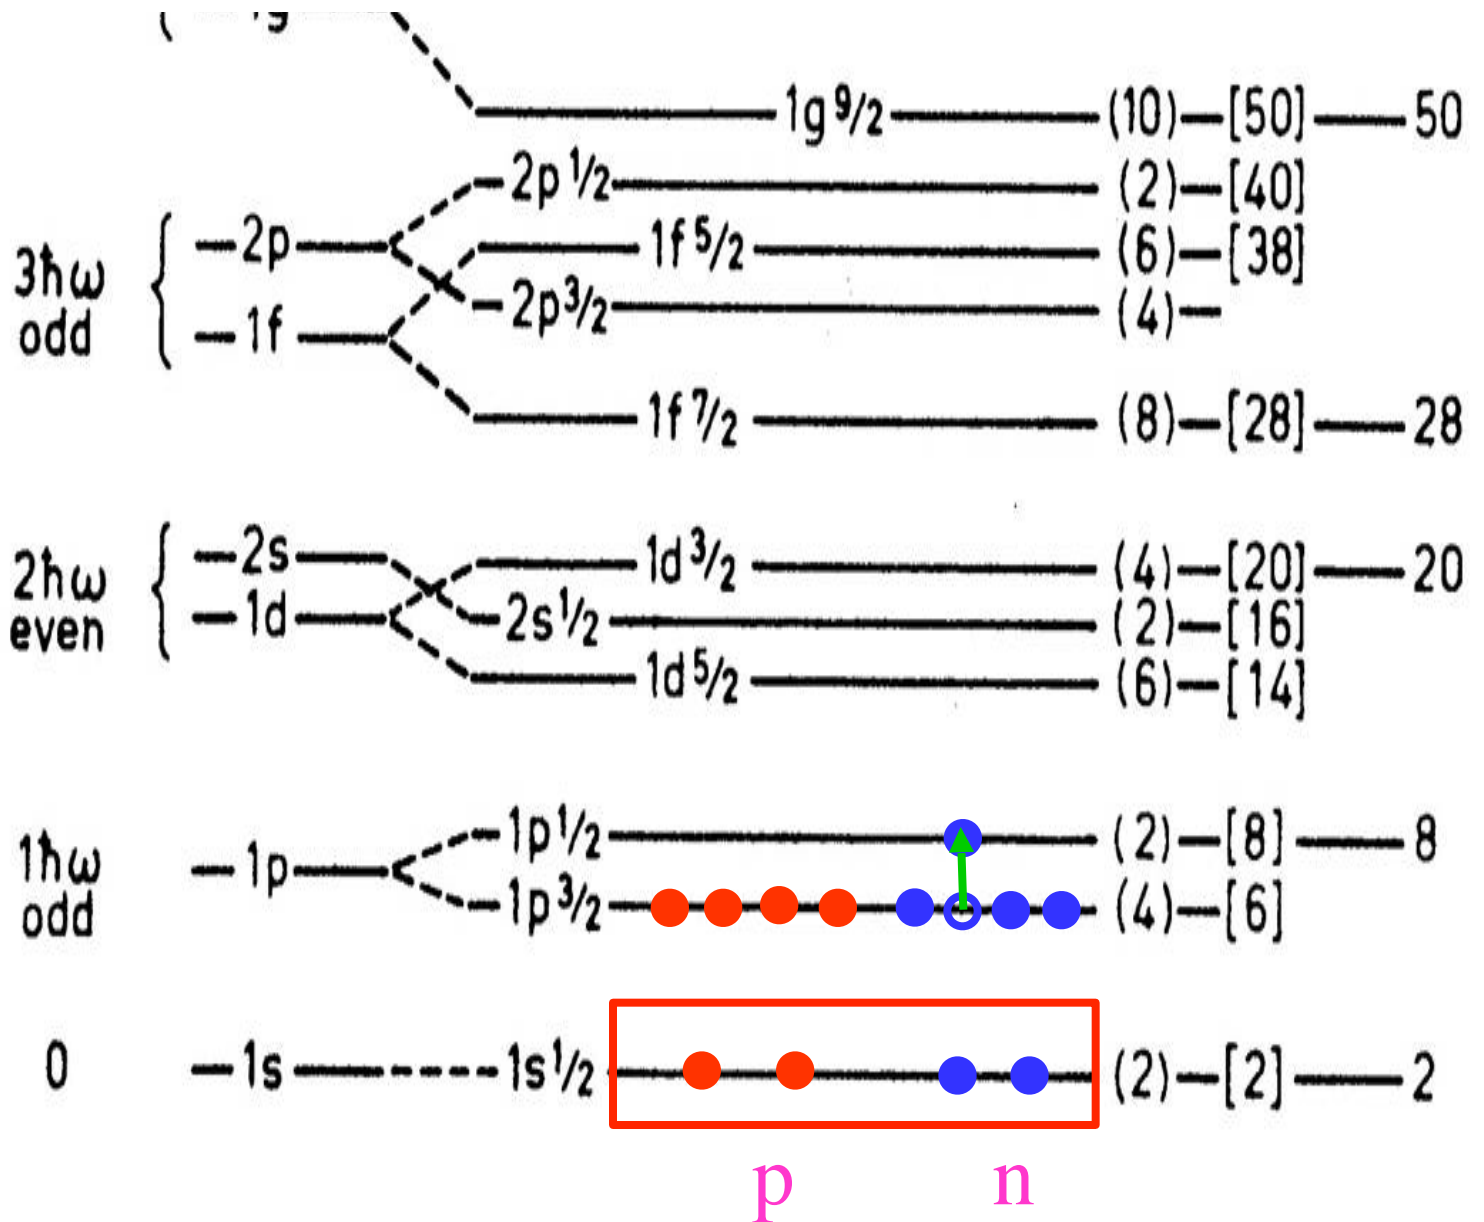 1g
1g 9/2 (10) [50] 50
2p 1/2 (2) [40]
3ħω odd 2p 1f 5/2 (6) [38]
2p 3/2 (4)
1f
1f 7/2 (8) [28] 28
2ħω even 2s 1d 3/2 (4) [20] 20
1d 2s 1/2 (2) [16]
1d 5/2 (6) [14]
1ħω odd 1p 1p 1/2 (2) [8] 8
1p 3/2 (4) [6]
0 1s 1s 1/2 (2) [2] 2
p n